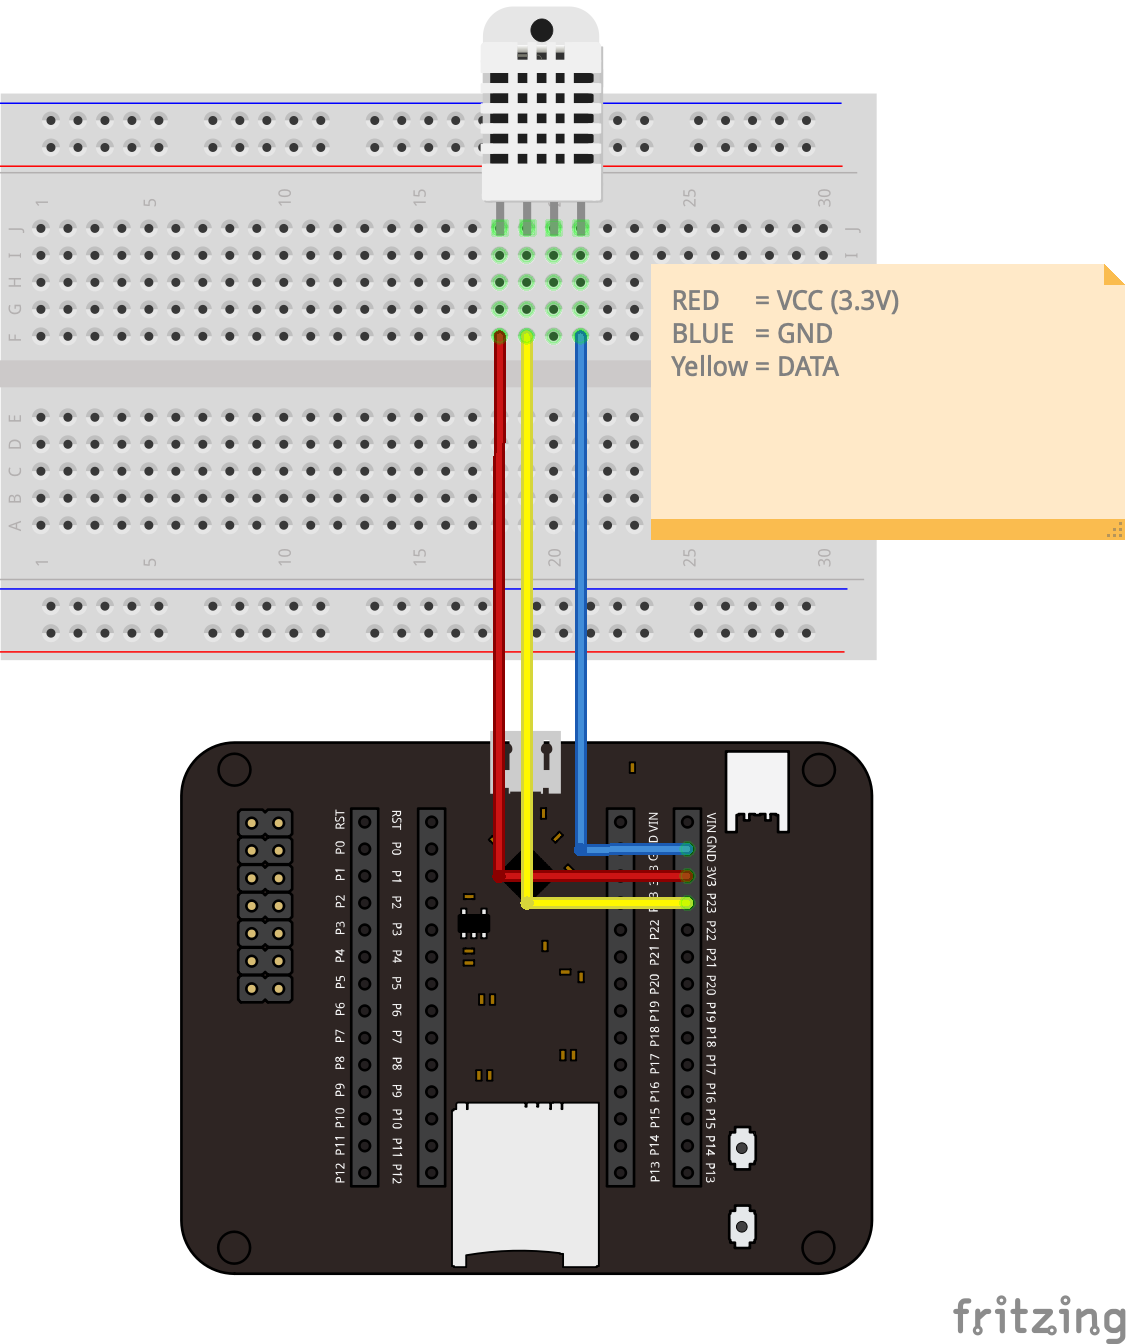 1 5 10 15 25 30
J J
I I
H
G
F
RED = VCC (3.3V)
BLUE = GND
Yellow = DATA
E
D
C
B
A
1 5 10 15 20 25 30
RST RST VIN VIN
P0 P0 GND
P1 P1 3V3
P2 P2 P23
P3 P3 P22 P22
P4 P4 P21 P21
P5 P5 P20 P20
P6 P6 P19 P19
P7 P7 P18 P18
P8 P8 P17 P17
P9 P9 P16 P16
P10 P10 P15 P15
P11 P11 P14 P14
P12 P12 P13 P13
fritzing